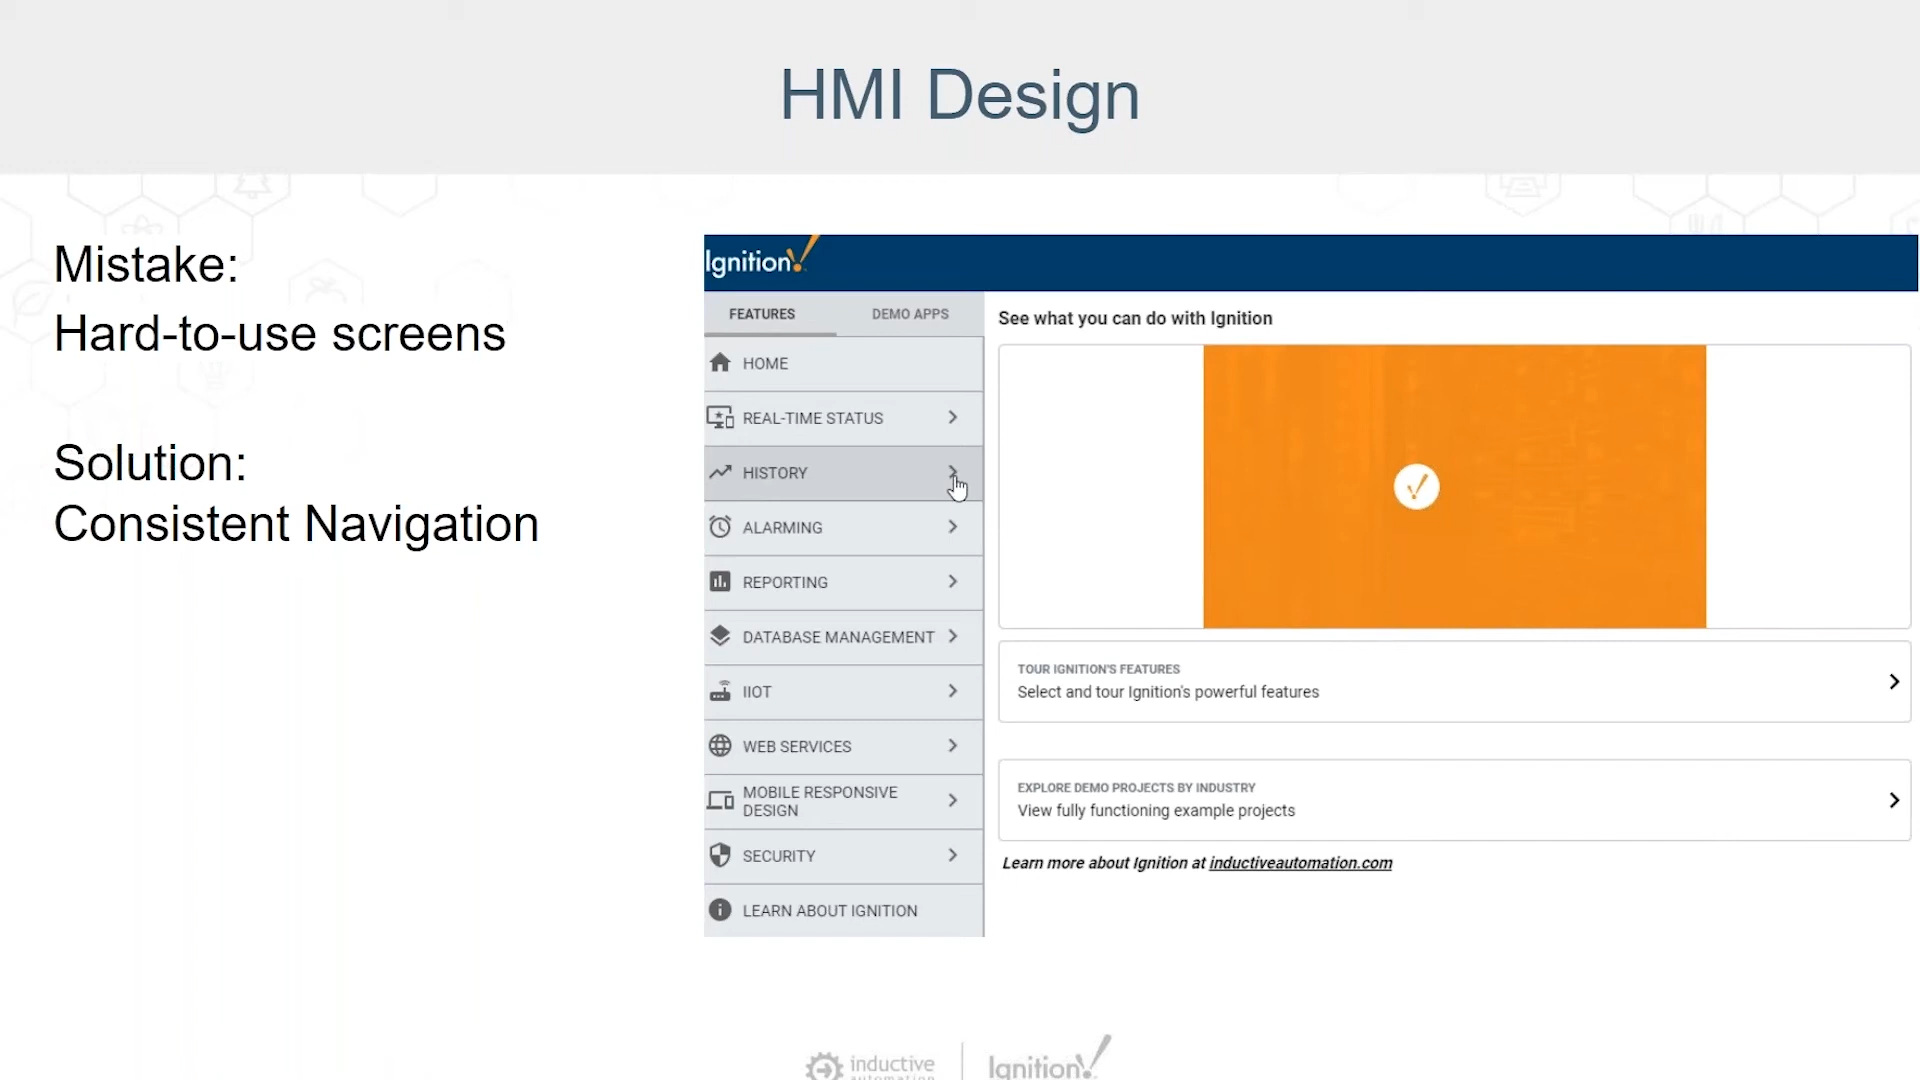 HMI Design
Mistake:
Hard-to-use screens
Solution:
Consistent Navigation
Ignition!
FEATURES
DEMO APPS
HOME
REAL-TIME STATUS
HISTORY
ALARMING
REPORTING
DATABASE MANAGEMENT
IIOT
WEB SERVICES
MOBILE RESPONSIVE
DESIGN
SECURITY
LEARN ABOUT IGNITION
See what you can do with Ignition
TOUR IGNITION'S FEATURES
Select and tour Ignition's powerful features
EXPLORE DEMO PROJECTS BY INDUSTRY
View fully functioning example projects
Learn more about Ignition at inductiveautomation.com
inductive
automation
Ignition!